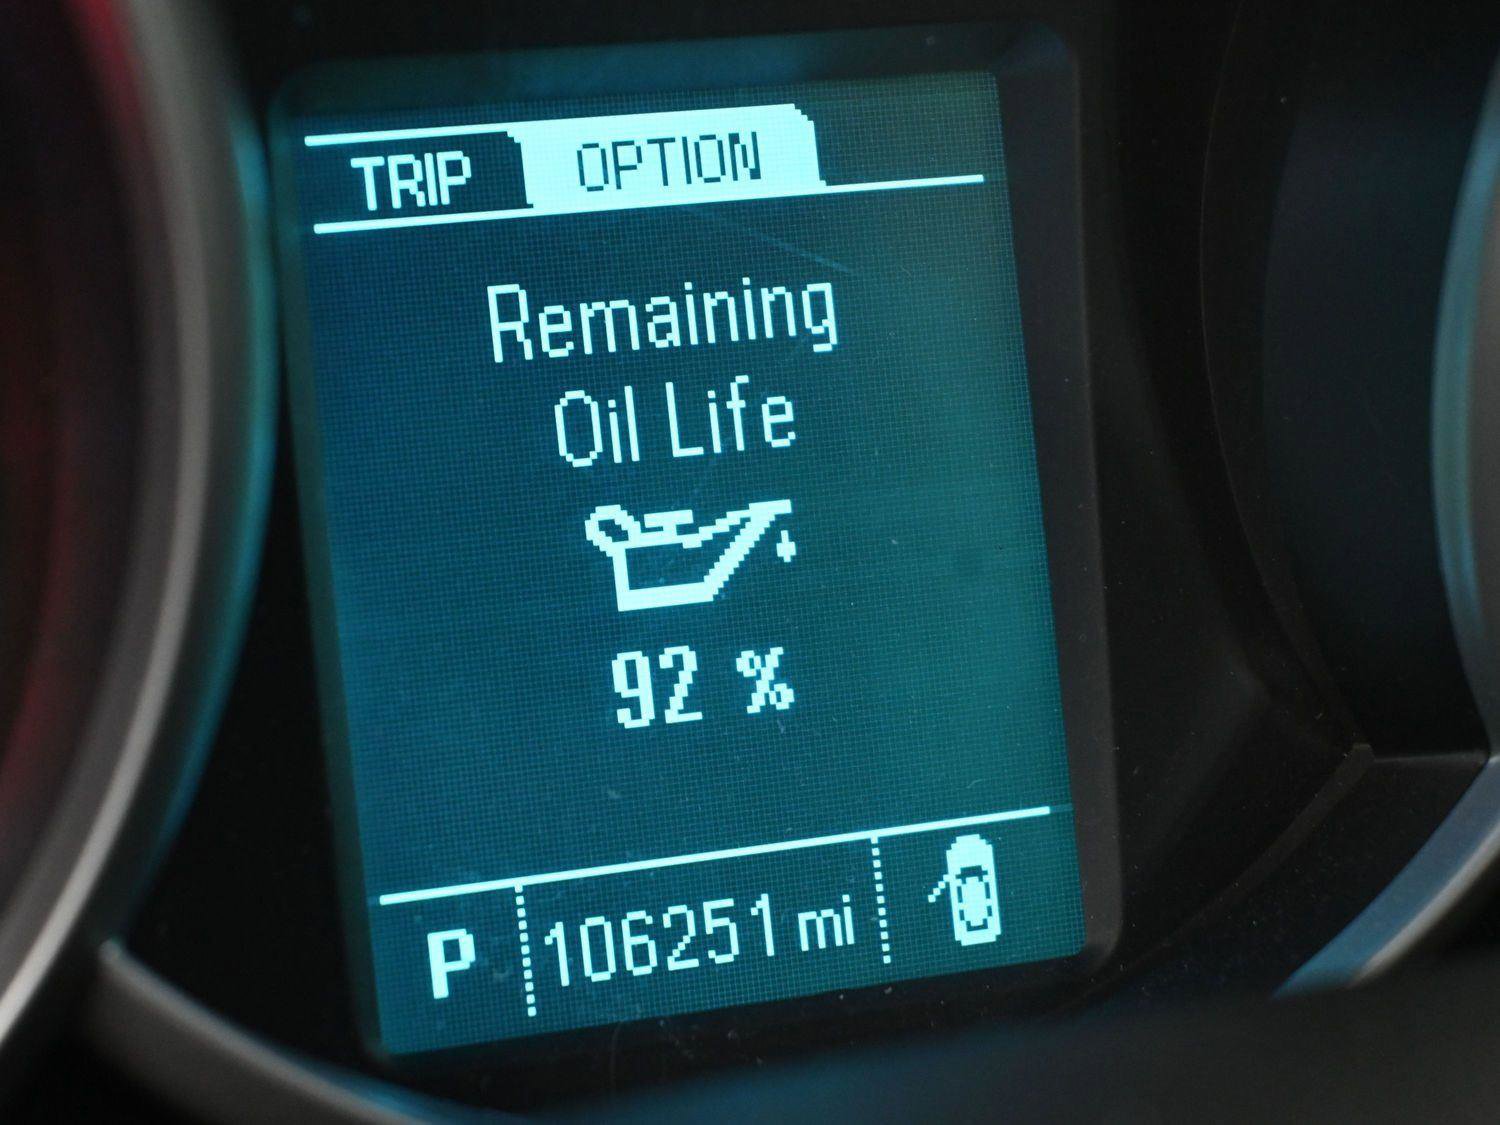 TRIP OPTION
Remaining
Oil Life
92 %
P 106251 mi